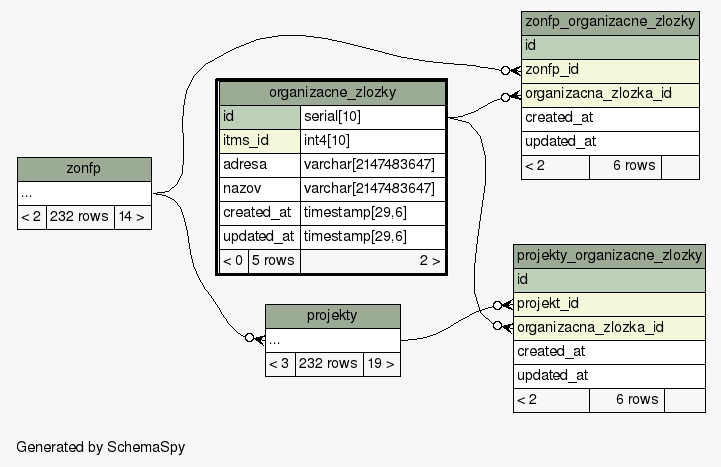 zonfp_organizacne_zlozky
id
zonfp_id
organizacna_zlozka_id
created_at
updated_at
< 2 6 rows
organizacne_zlozky
id serial[10]
itms_id int4[10]
adresa varchar[2147483647]
nazov varchar[2147483647]
created_at timestamp[29,6]
updated_at timestamp[29,6]
< 0 5 rows 2 >
zonfp
...
< 2 232 rows 14 >
projekty_organizacne_zlozky
id
projekt_id
organizacna_zlozka_id
created_at
updated_at
< 2 6 rows
projekty
...
< 3 232 rows 19 >
Generated by SchemaSpy